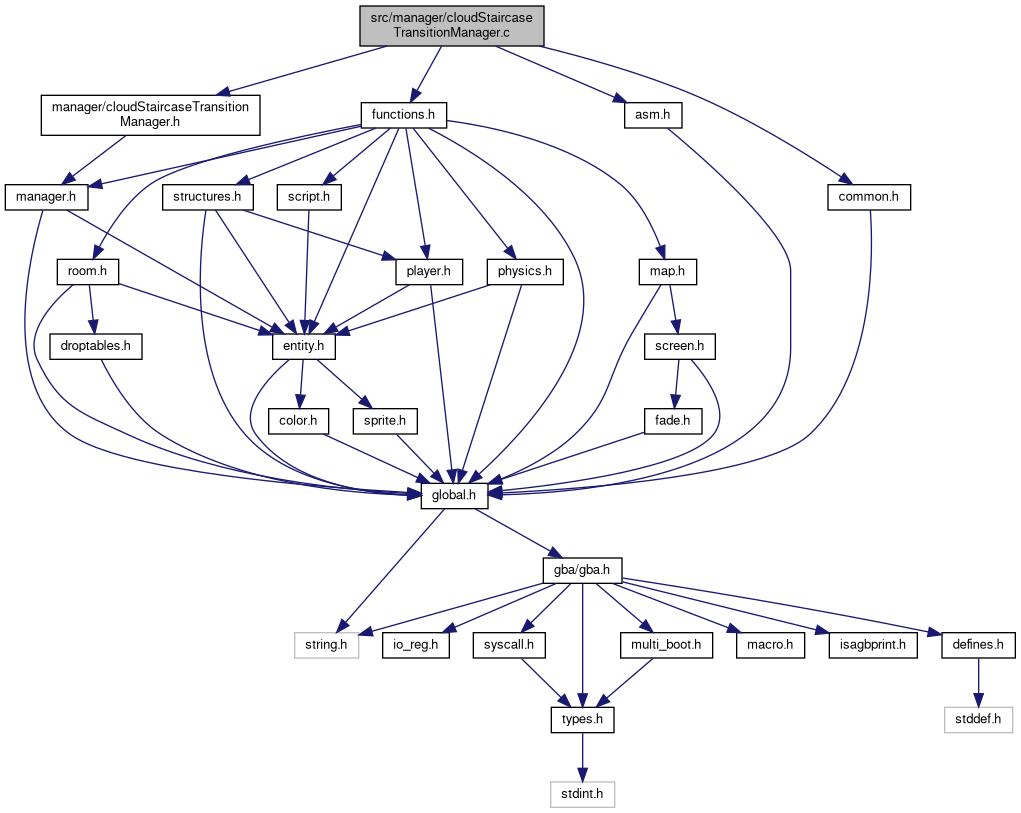 src/manager/cloudStaircase
TransitionManager.c
manager/cloudStaircaseTransition
Manager.h
functions.h
asm.h
manager.h
structures.h
script.h
common.h
room.h
player.h
physics.h
map.h
droptables.h
entity.h
screen.h
color.h
sprite.h
fade.h
global.h
gba/gba.h
string.h
io_reg.h
syscall.h
multi_boot.h
macro.h
isagbprint.h
defines.h
types.h
stddef.h
stdint.h